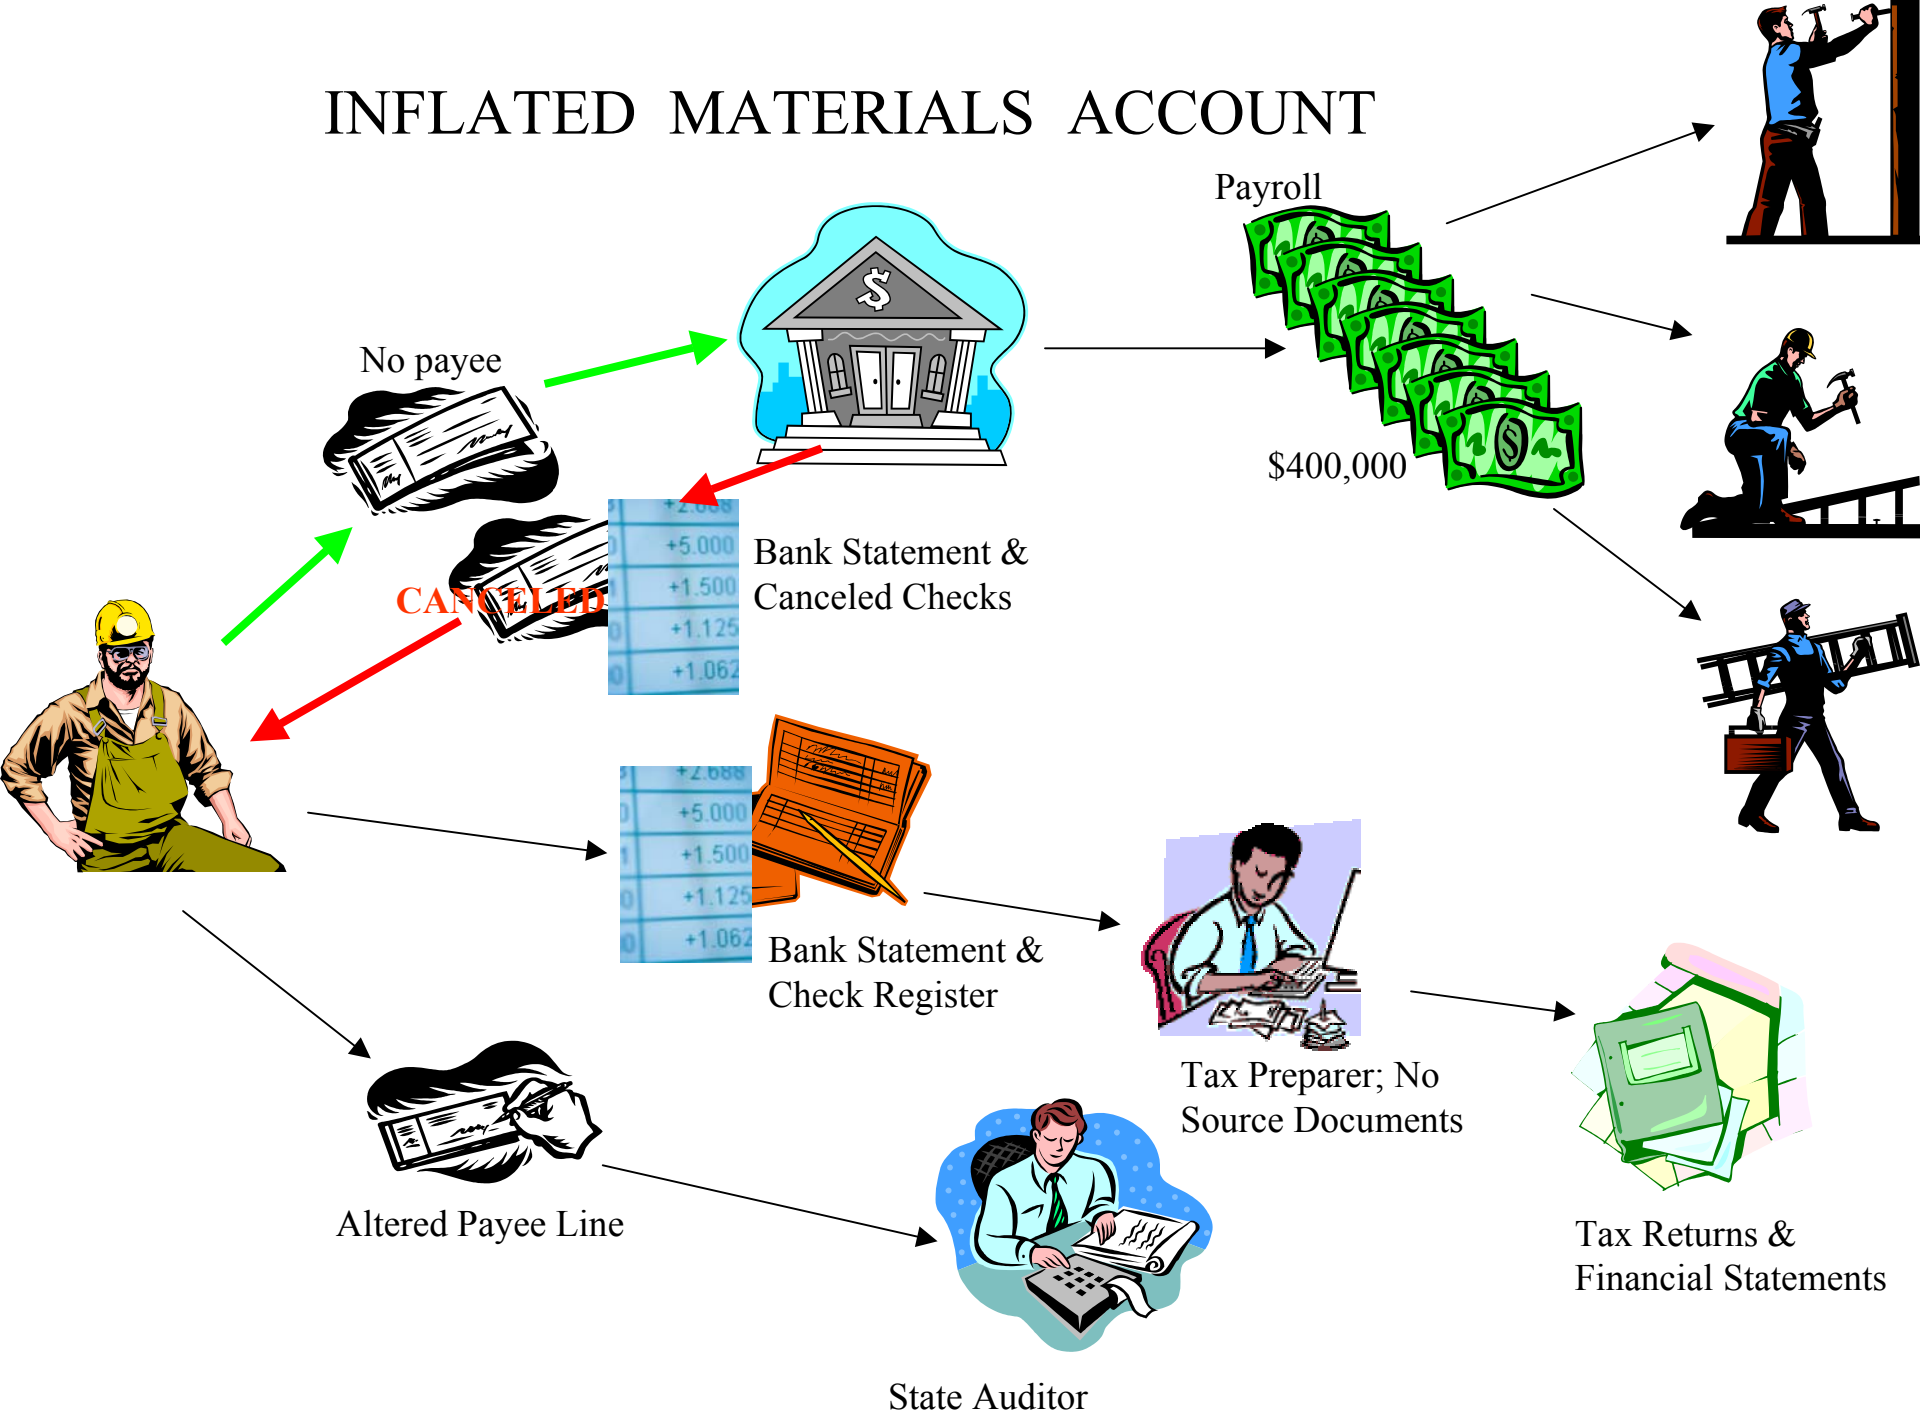 INFLATED MATERIALS ACCOUNT
Payroll
No payee
$400,000
+2.688
+5.000
+1.500
+1.125
+1.062
Bank Statement &
Canceled Checks
CANCELED
+2.688
+5.000
+1.500
+1.125
+1.062
Bank Statement &
Check Register
Tax Preparer; No
Source Documents
Altered Payee Line
Tax Returns &
Financial Statements
State Auditor